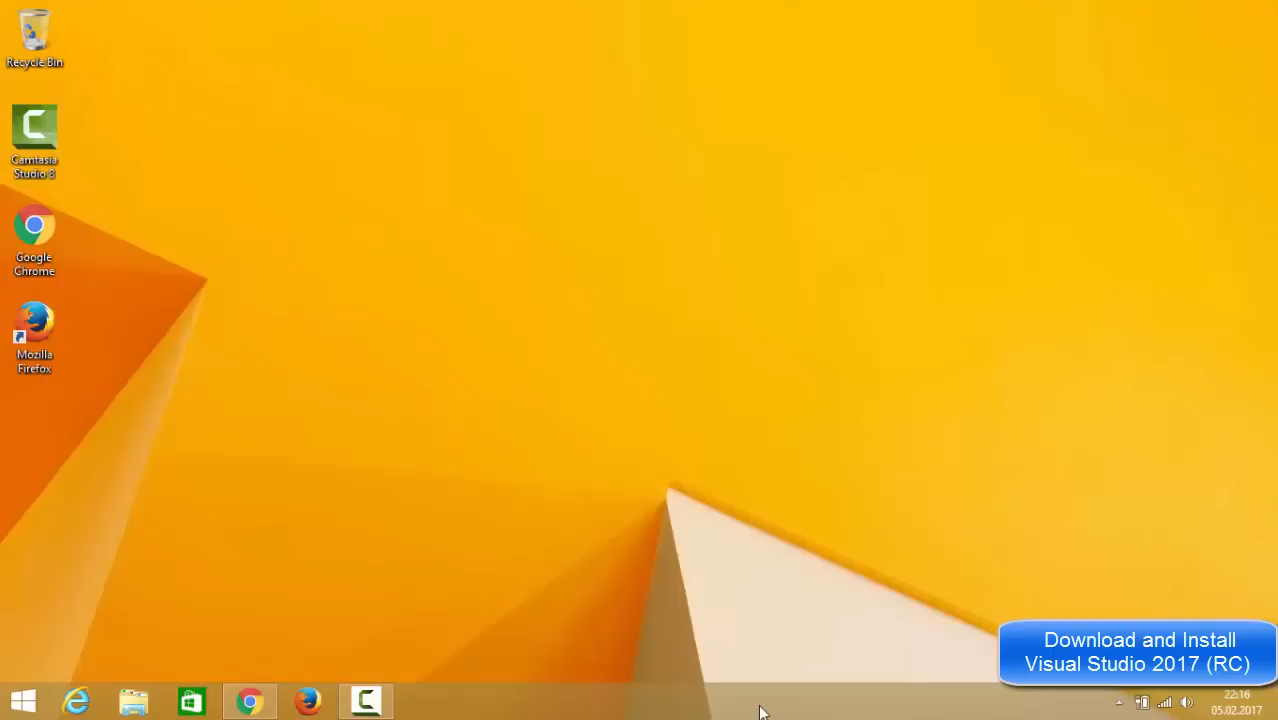 Recycle Bin
Camtasia
Studio 8
Google
Chrome
Mozilla
Firefox
Download and Install
Visual Studio 2017 (RC)
22:16
05.02.2017